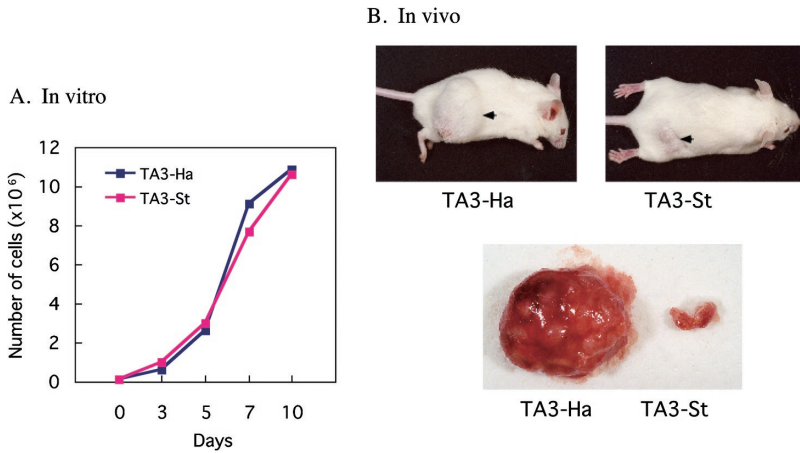 A. In vitro
Number of cells (x10⁶)
12
10
8
6
4
2
0
TA3-Ha
TA3-St
0 3 5 7 10
Days
B. In vivo
TA3-Ha TA3-St
TA3-Ha TA3-St